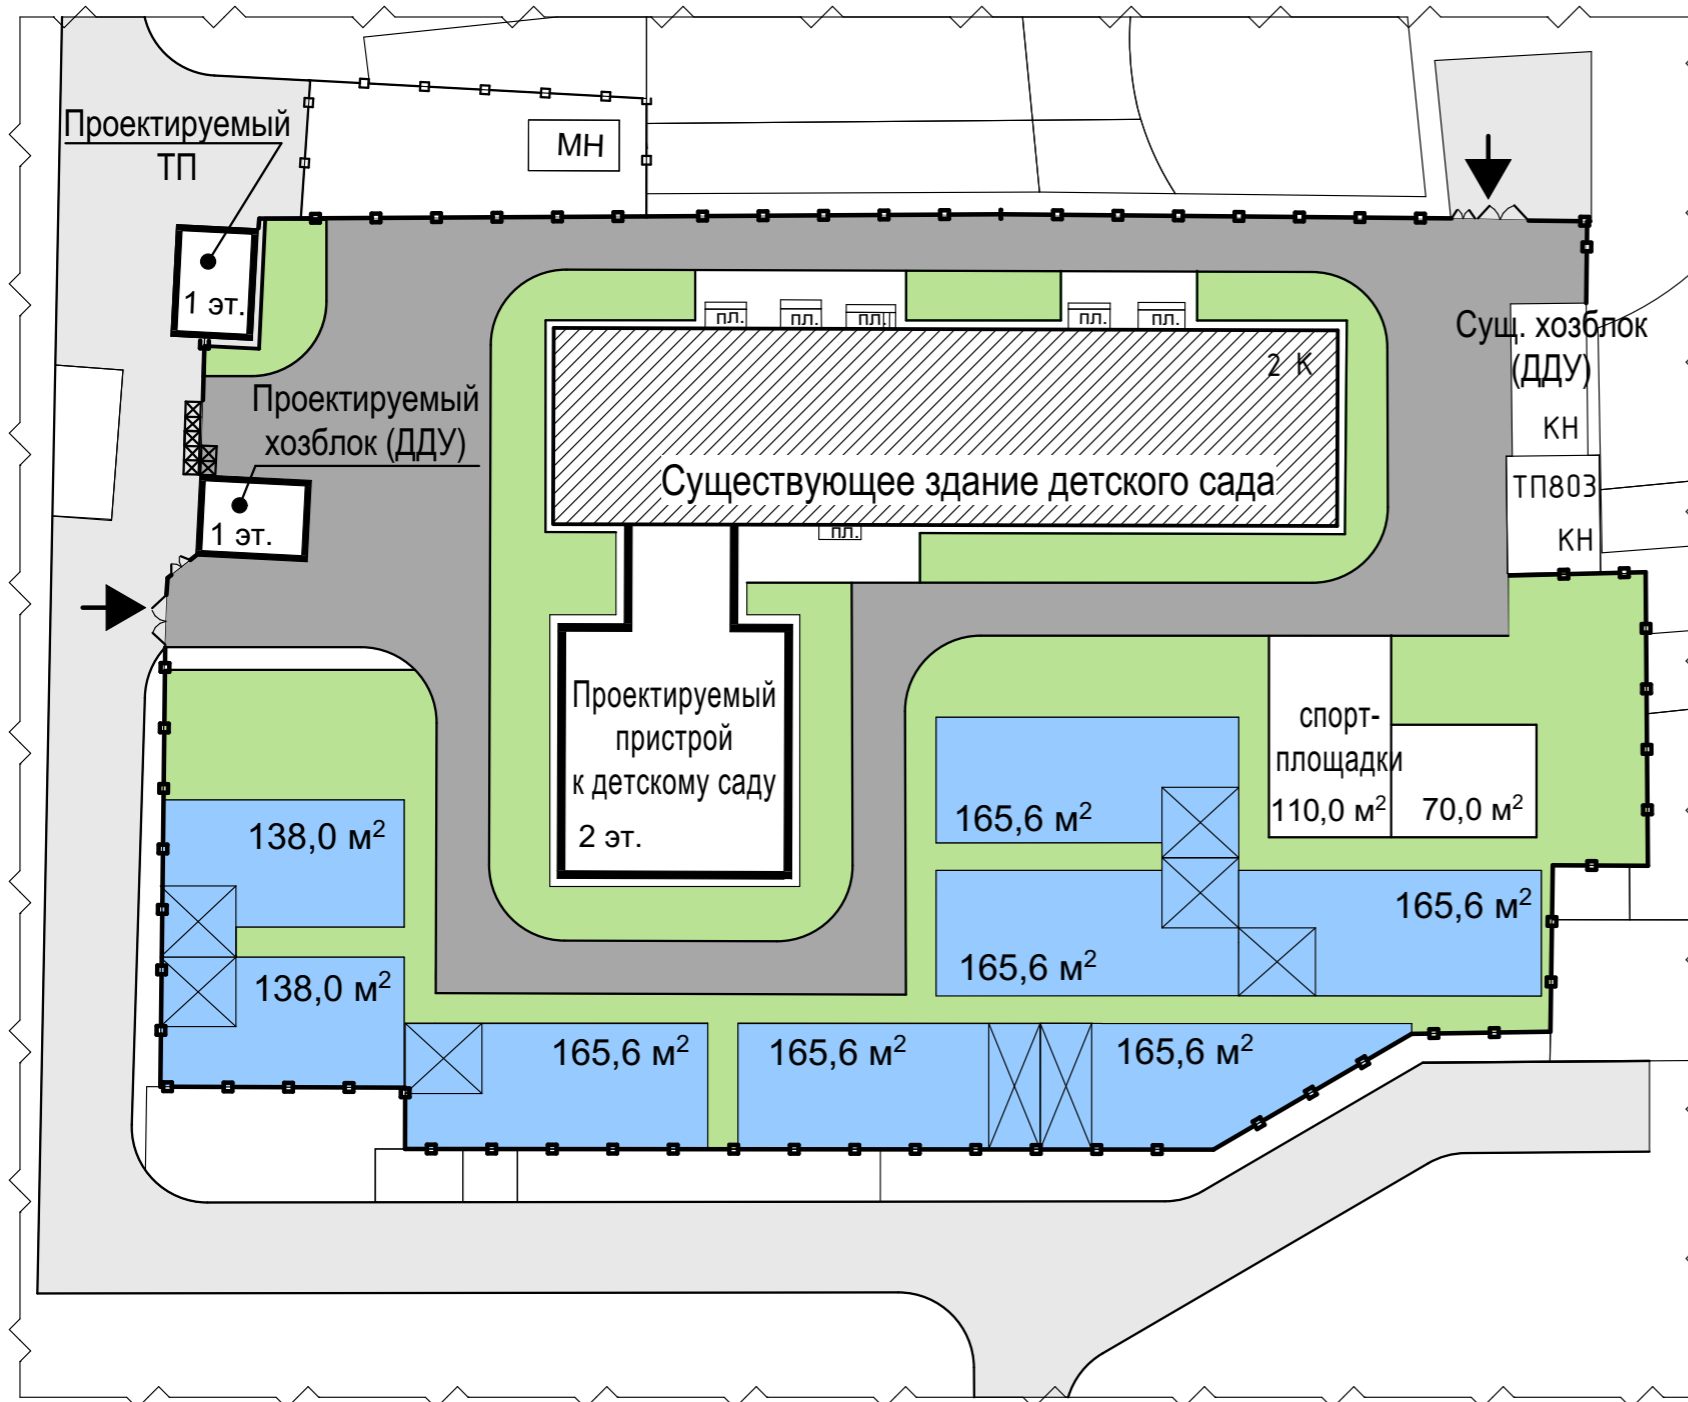 Проектируемый
ТП
МН
1 эт.
пл.
пл.
пл.
пл.
пл.
2 К
Сущ. хозблок
(ДДУ)
КН
Проектируемый
хозблок (ДДУ)
1 эт.
Существующее здание детского сада
пл.
ТП803
КН
Проектируемый
пристрой
к детскому саду
2 эт.
спорт-
площадки
110,0 м²
70,0 м²
138,0 м²
165,6 м²
165,6 м²
165,6 м²
138,0 м²
165,6 м²
165,6 м²
165,6 м²